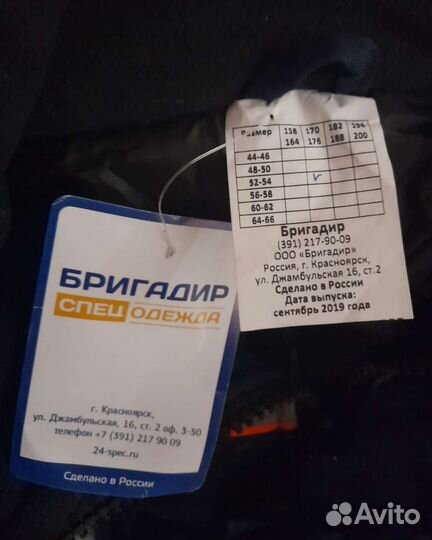 БРИГАДИР
СПЕЦ ОДЕЖДА
г. Красноярск,
ул. Джамбульская, 16, ст. 2 оф. 3-50
телефон +7 (391) 217 90 09
24-spec.ru
Сделано в России
Размер 158 170 182 194
164 176 188 200
44-46
48-50
52-54 v
56-58
60-62
64-66
Бригадир
(391) 217-90-09
ООО «Бригадир»
Россия, г. Красноярск,
ул. Джамбульская 16, ст.2
Сделано в России
Дата выпуска:
сентябрь 2019 года
Avito